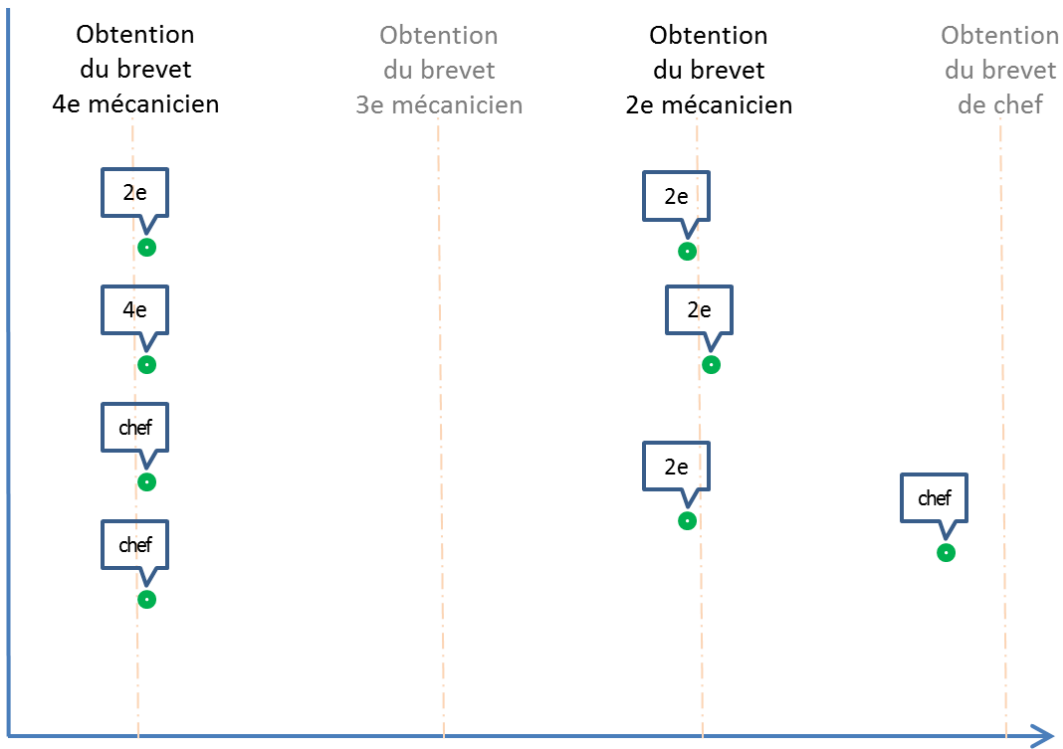 Obtention
du brevet
4e mécanicien
Obtention
du brevet
3e mécanicien
Obtention
du brevet
2e mécanicien
Obtention
du brevet
de chef
2e
2e
4e
2e
chef
2e
chef
chef